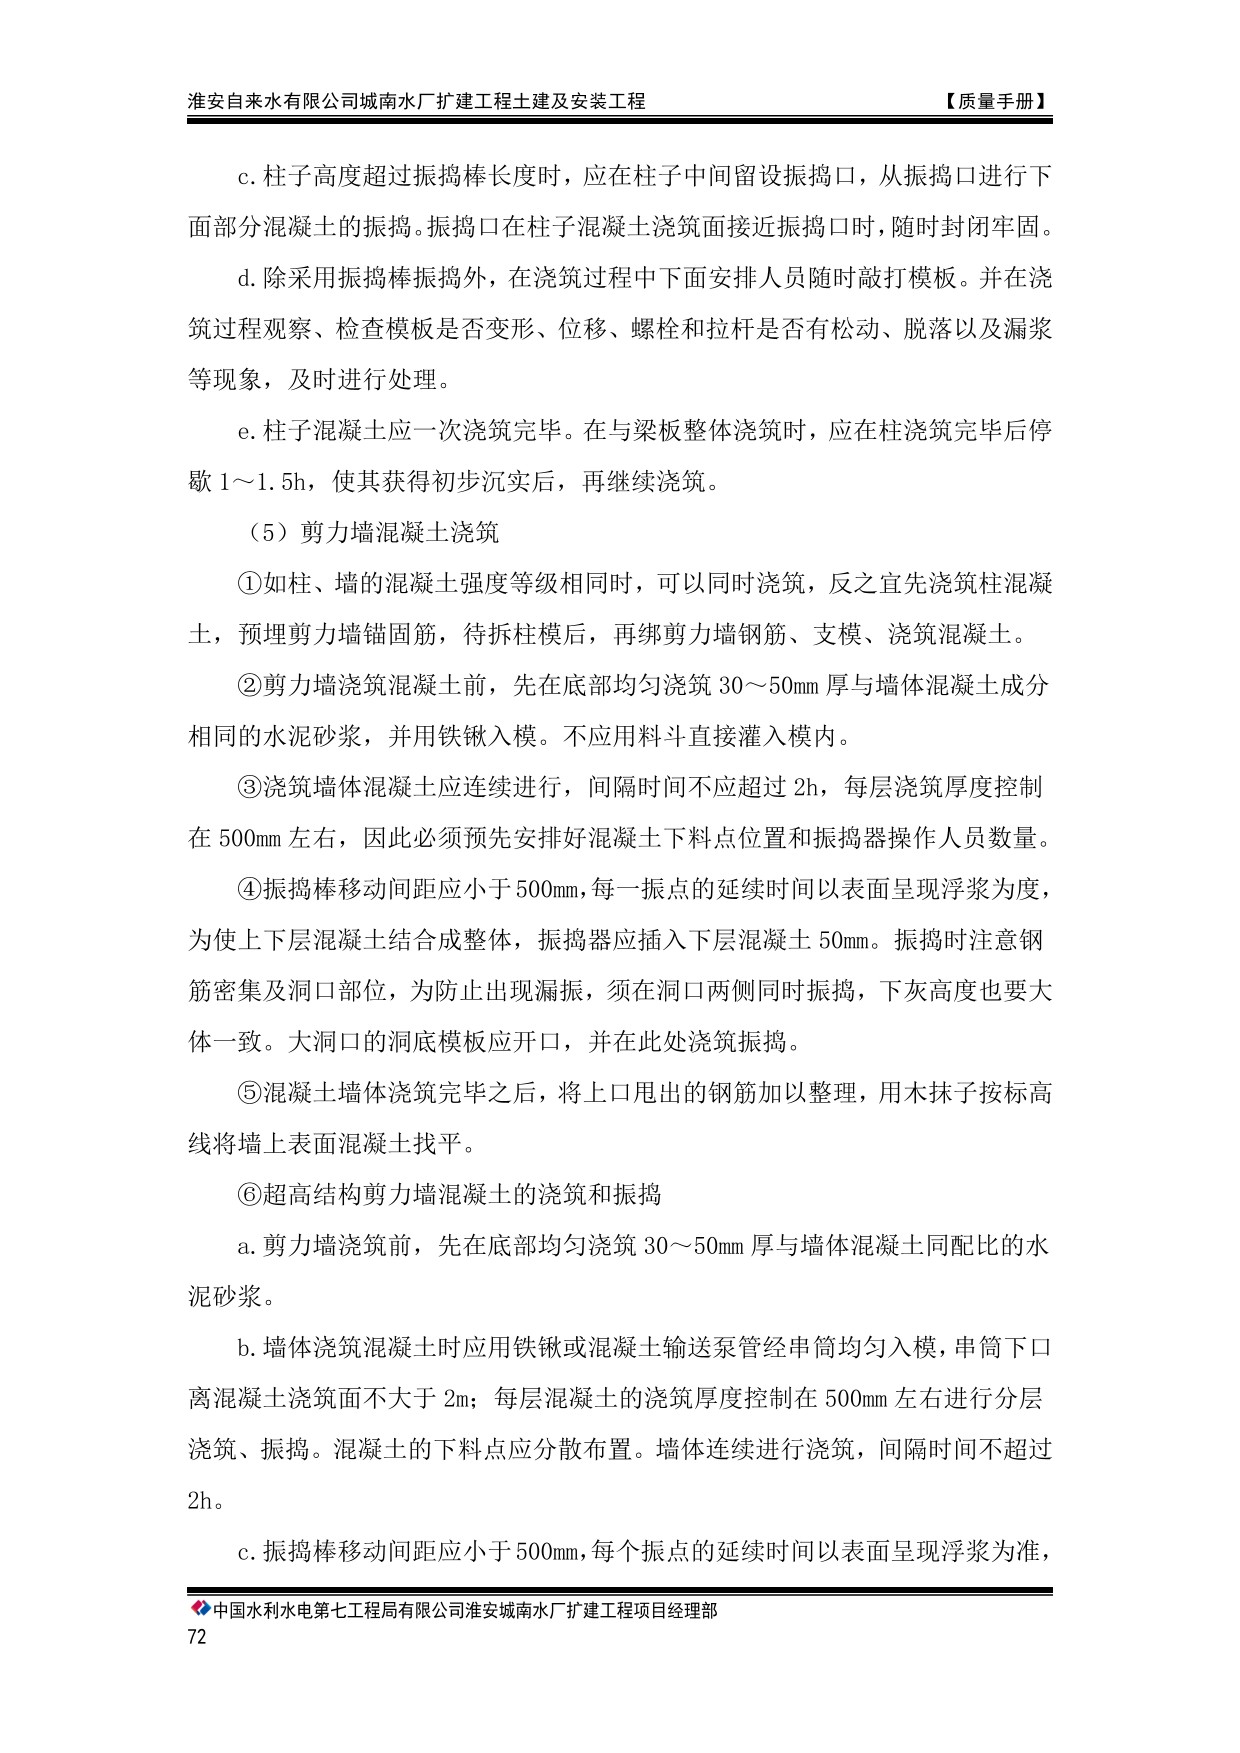 淮安自来水有限公司城南水厂扩建工程土建及安装工程 【质量手册】
c.柱子高度超过振捣棒长度时，应在柱子中间留设振捣口，从振捣口进行下
面部分混凝土的振捣。振捣口在柱子混凝土浇筑面接近振捣口时，随时封闭牢固。
d.除采用振捣棒振捣外，在浇筑过程中下面安排人员随时敲打模板。并在浇
筑过程观察、检查模板是否变形、位移、螺栓和拉杆是否有松动、脱落以及漏浆
等现象，及时进行处理。
e.柱子混凝土应一次浇筑完毕。在与梁板整体浇筑时，应在柱浇筑完毕后停
歇 1～1.5h，使其获得初步沉实后，再继续浇筑。
（5）剪力墙混凝土浇筑
①如柱、墙的混凝土强度等级相同时，可以同时浇筑，反之宜先浇筑柱混凝
土，预埋剪力墙锚固筋，待拆柱模后，再绑剪力墙钢筋、支模、浇筑混凝土。
②剪力墙浇筑混凝土前，先在底部均匀浇筑 30～50mm 厚与墙体混凝土成分
相同的水泥砂浆，并用铁锹入模。不应用料斗直接灌入模内。
③浇筑墙体混凝土应连续进行，间隔时间不应超过 2h，每层浇筑厚度控制
在 500mm 左右，因此必须预先安排好混凝土下料点位置和振捣器操作人员数量。
④振捣棒移动间距应小于 500mm，每一振点的延续时间以表面呈现浮浆为度，
为使上下层混凝土结合成整体，振捣器应插入下层混凝土 50mm。振捣时注意钢
筋密集及洞口部位，为防止出现漏振，须在洞口两侧同时振捣，下灰高度也要大
体一致。大洞口的洞底模板应开口，并在此处浇筑振捣。
⑤混凝土墙体浇筑完毕之后，将上口甩出的钢筋加以整理，用木抹子按标高
线将墙上表面混凝土找平。
⑥超高结构剪力墙混凝土的浇筑和振捣
a.剪力墙浇筑前，先在底部均匀浇筑 30～50mm 厚与墙体混凝土同配比的水
泥砂浆。
b.墙体浇筑混凝土时应用铁锹或混凝土输送泵管经串筒均匀入模，串筒下口
离混凝土浇筑面不大于 2m；每层混凝土的浇筑厚度控制在 500mm 左右进行分层
浇筑、振捣。混凝土的下料点应分散布置。墙体连续进行浇筑，间隔时间不超过
2h。
c.振捣棒移动间距应小于 500mm，每个振点的延续时间以表面呈现浮浆为准，
中国水利水电第七工程局有限公司淮安城南水厂扩建工程项目经理部
72